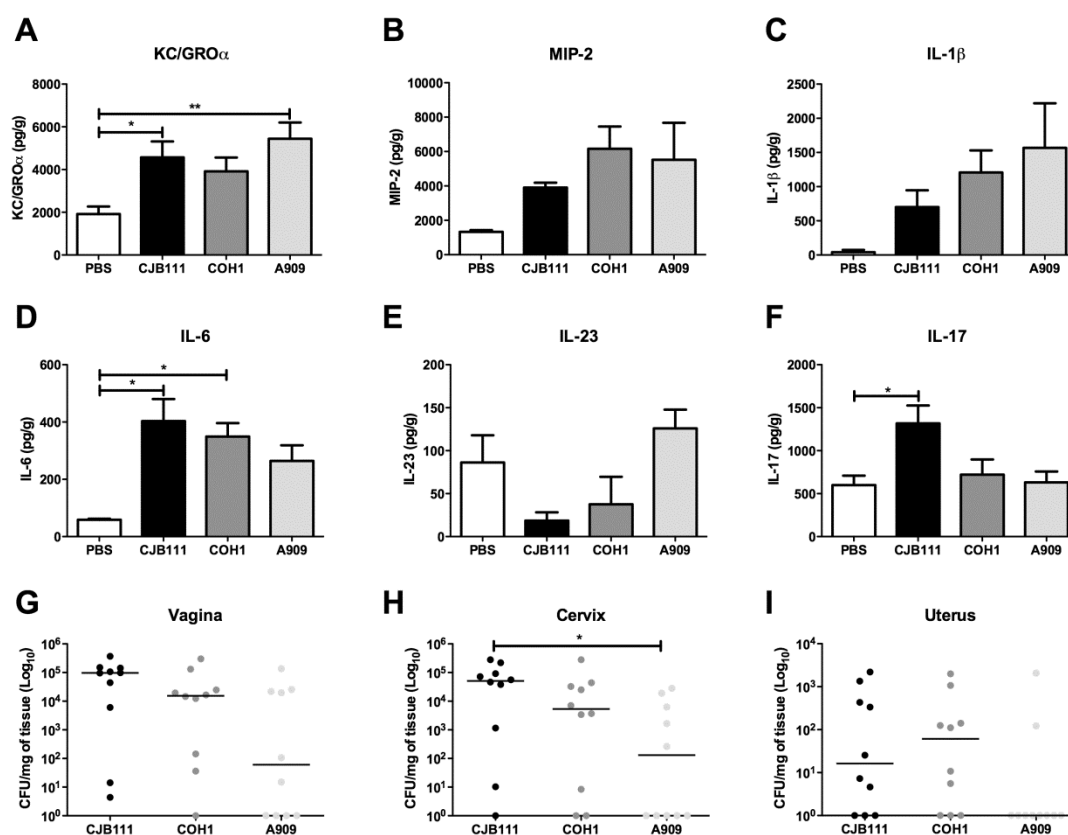 A
KC/GROα
KC/GROα (pg/g)
8000
6000
4000
2000
0
**
*
PBS CJB111 COH1 A909
B
MIP-2
MIP-2 (pg/g)
10000
8000
6000
4000
2000
0
PBS CJB111 COH1 A909
C
IL-1β
IL-1β (pg/g)
2500
2000
1500
1000
500
0
PBS CJB111 COH1 A909
D
IL-6
IL-6 (pg/g)
600
400
200
0
*
*
PBS CJB111 COH1 A909
E
IL-23
IL-23 (pg/g)
200
150
100
50
0
PBS CJB111 COH1 A909
F
IL-17
IL-17 (pg/g)
2000
1500
1000
500
0
*
PBS CJB111 COH1 A909
G
Vagina
CFU/mg of tissue (Log₁₀)
10⁶
10⁵
10⁴
10³
10²
10¹
10⁰
CJB111 COH1 A909
H
Cervix
CFU/mg of tissue (Log₁₀)
10⁶
10⁵
10⁴
10³
10²
10¹
10⁰
*
CJB111 COH1 A909
I
Uterus
CFU/mg of tissue (Log₁₀)
10⁴
10³
10²
10¹
10⁰
CJB111 COH1 A909